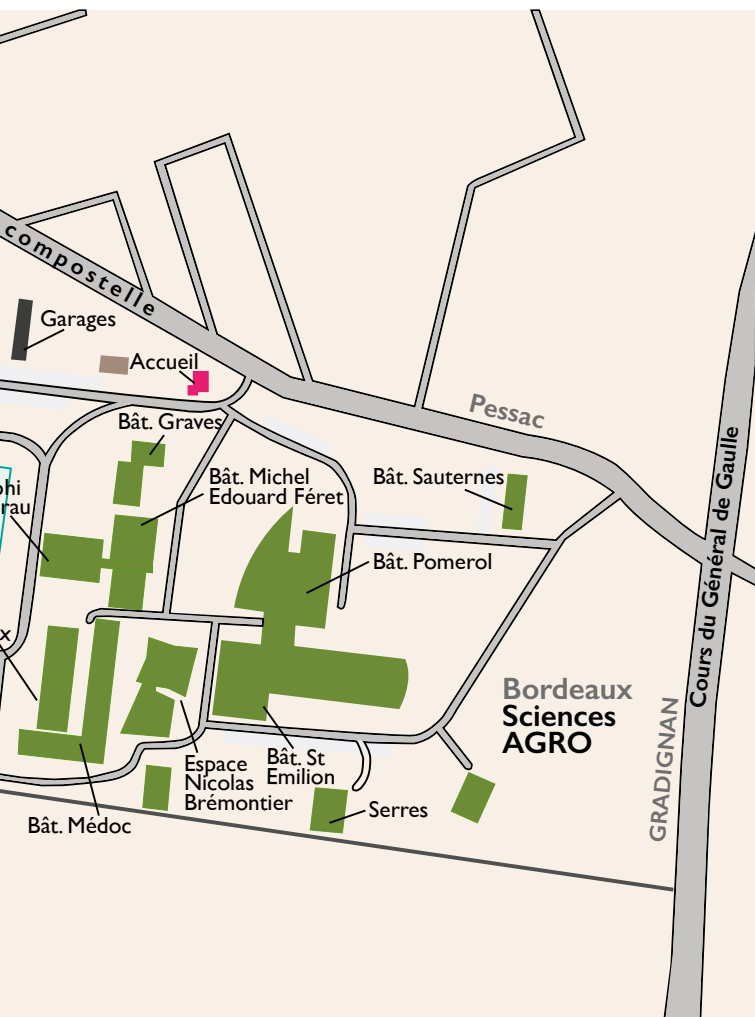 compostelle
Garages
Accueil
Pessac
Bât. Graves
Bât. Michel
Edouard Féret
Bât. Sauternes
Bât. Pomerol
Cours du Général de Gaulle
Bordeaux
Sciences
AGRO
GRADIGNAN
Espace
Nicolas
Brémontier
Bât. St
Emilion
Serres
Bât. Médoc